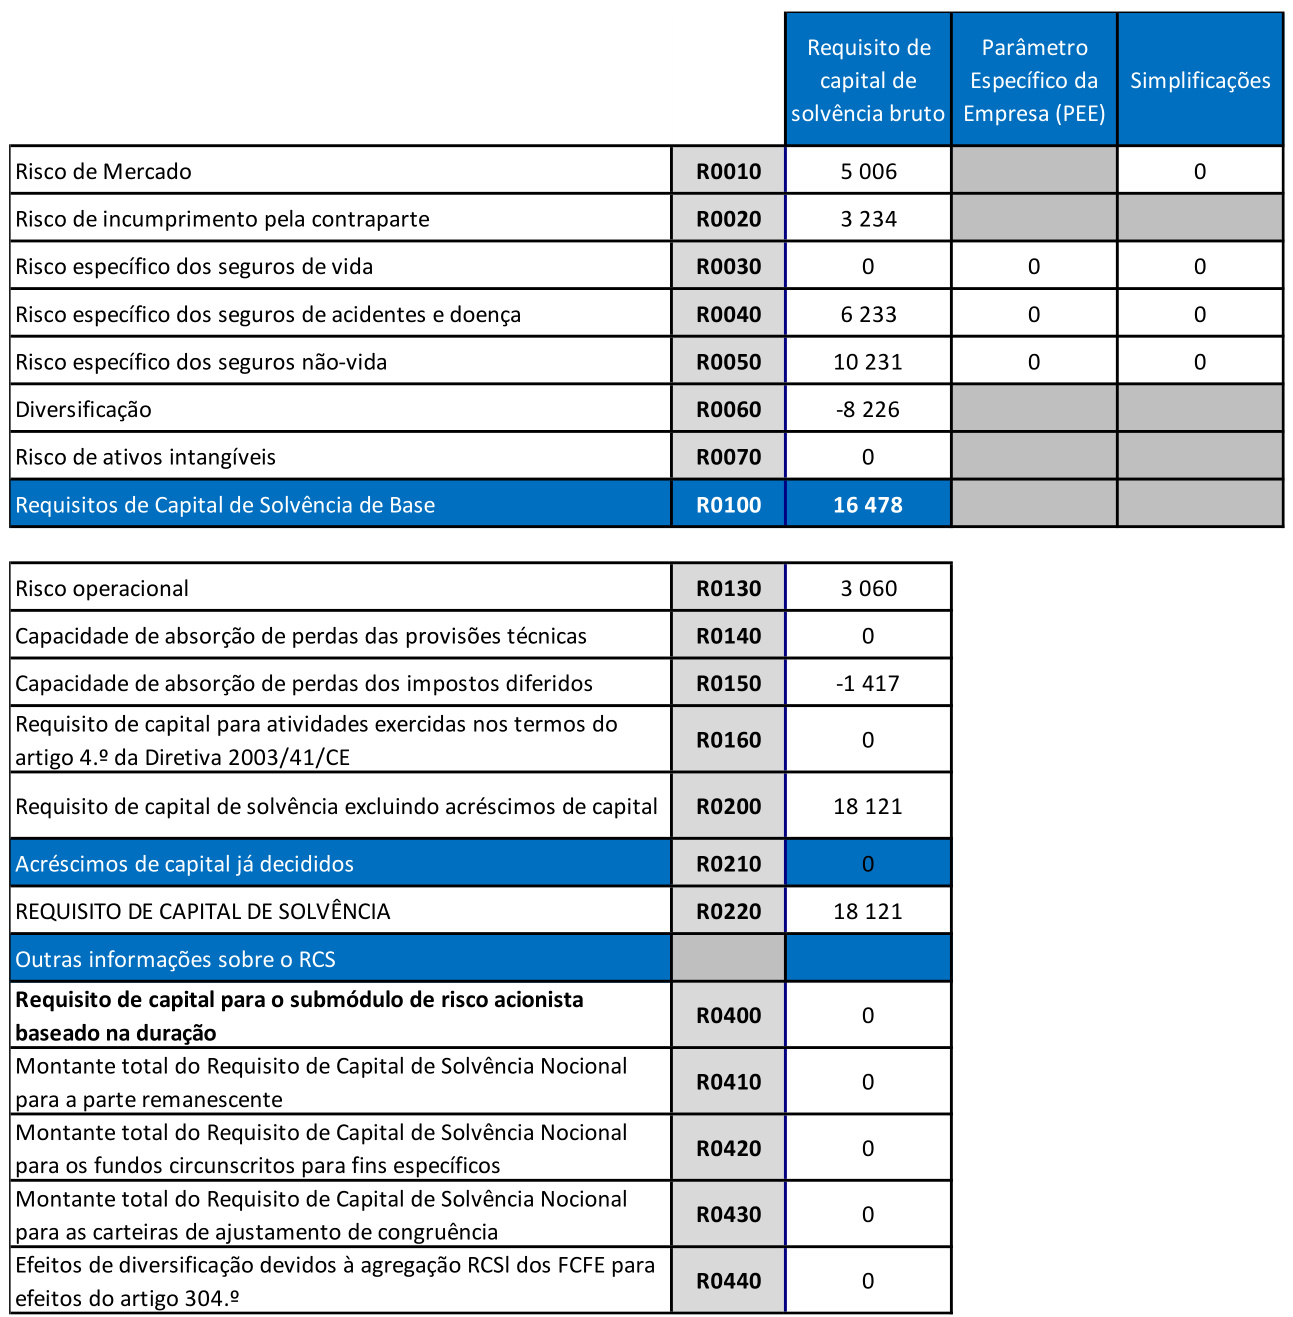 Requisito de
capital de
solvência bruto
Parâmetro
Específico da
Empresa (PEE)
Simplificações
Risco de Mercado R0010 5 006 0
Risco de incumprimento pela contraparte R0020 3 234
Risco específico dos seguros de vida R0030 0 0 0
Risco específico dos seguros de acidentes e doença R0040 6 233 0 0
Risco específico dos seguros não-vida R0050 10 231 0 0
Diversificação R0060 -8 226
Risco de ativos intangíveis R0070 0
Requisitos de Capital de Solvência de Base R0100 16 478
Risco operacional R0130 3 060
Capacidade de absorção de perdas das provisões técnicas R0140 0
Capacidade de absorção de perdas dos impostos diferidos R0150 -1 417
Requisito de capital para atividades exercidas nos termos do
artigo 4.º da Diretiva 2003/41/CE R0160 0
Requisito de capital de solvência excluindo acréscimos de capital R0200 18 121
Acréscimos de capital já decididos R0210 0
REQUISITO DE CAPITAL DE SOLVÊNCIA R0220 18 121
Outras informações sobre o RCS
Requisito de capital para o submódulo de risco acionista
baseado na duração R0400 0
Montante total do Requisito de Capital de Solvência Nocional
para a parte remanescente R0410 0
Montante total do Requisito de Capital de Solvência Nocional
para os fundos circunscritos para fins específicos R0420 0
Montante total do Requisito de Capital de Solvência Nocional
para as carteiras de ajustamento de congruência R0430 0
Efeitos de diversificação devidos à agregação RCSl dos FCFE para
efeitos do artigo 304.º R0440 0